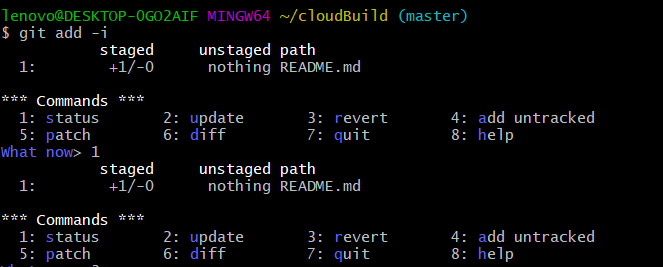 lenovo@DESKTOP-OGO2AIF MINGW64 ~/cloudBuild (master)
$ git add -i
           staged     unstaged path
  1:        +1/-0      nothing README.md

*** Commands ***
  1: status       2: update       3: revert       4: add untracked
  5: patch        6: diff         7: quit         8: help
What now> 1
           staged     unstaged path
  1:        +1/-0      nothing README.md

*** Commands ***
  1: status       2: update       3: revert       4: add untracked
  5: patch        6: diff         7: quit         8: help